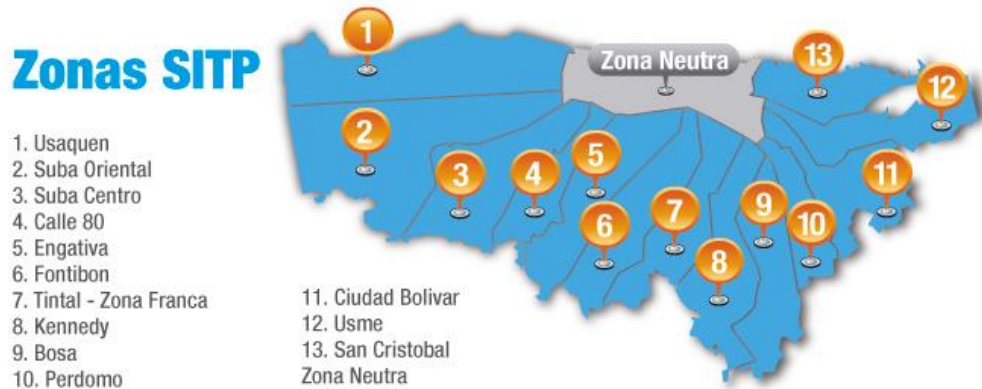 Zonas SITP
1. Usaquen
2. Suba Oriental
3. Suba Centro
4. Calle 80
5. Engativa
6. Fontibon
7. Tintal - Zona Franca
8. Kennedy
9. Bosa
10. Perdomo
11. Ciudad Bolivar
12. Usme
13. San Cristobal
Zona Neutra
1
Zona Neutra
13
12
2
3
4
5
11
6
7
9
10
8